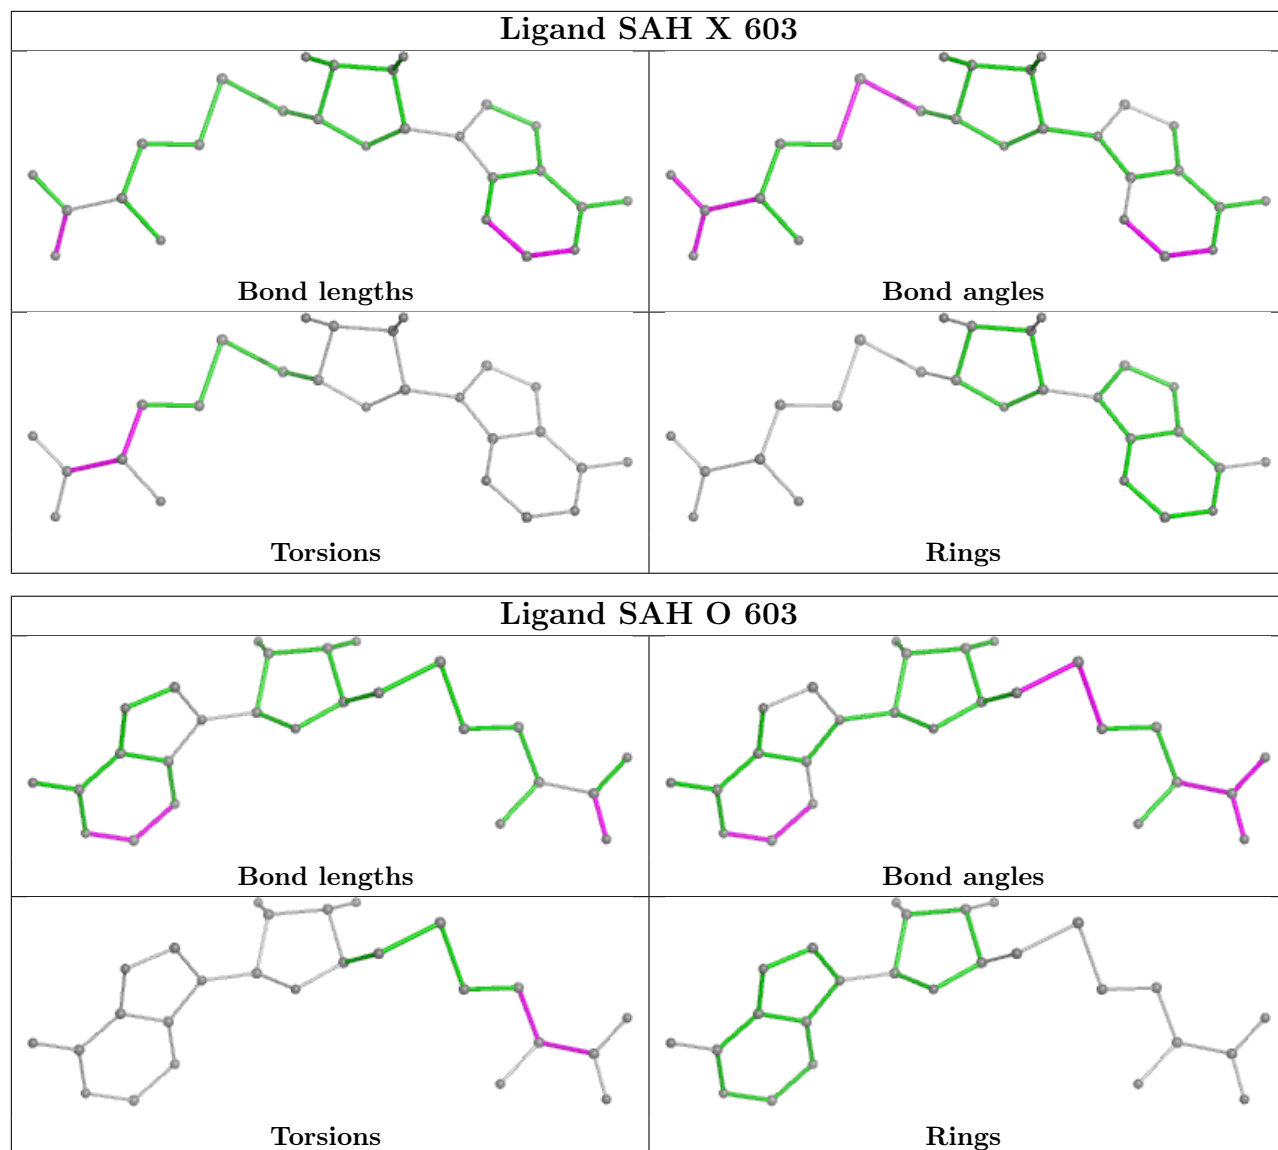 Ligand SAH X 603
Bond lengths
Bond angles
Torsions
Rings
Ligand SAH O 603
Bond lengths
Bond angles
Torsions
Rings